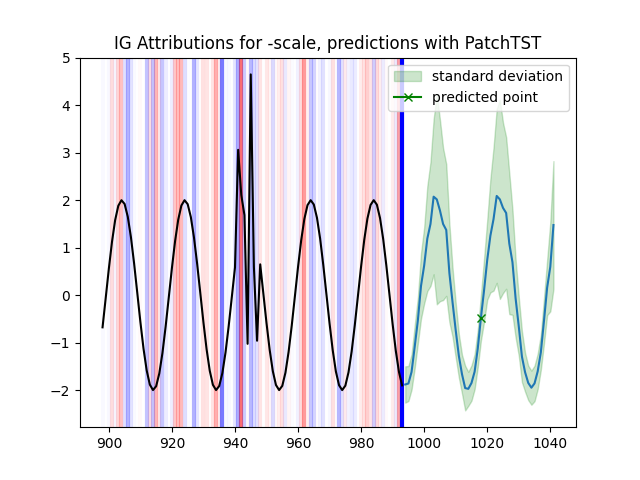 IG Attributions for -scale, predictions with PatchTST
standard deviation
predicted point
5
4
3
2
1
0
−1
−2
900 920 940 960 980 1000 1020 1040